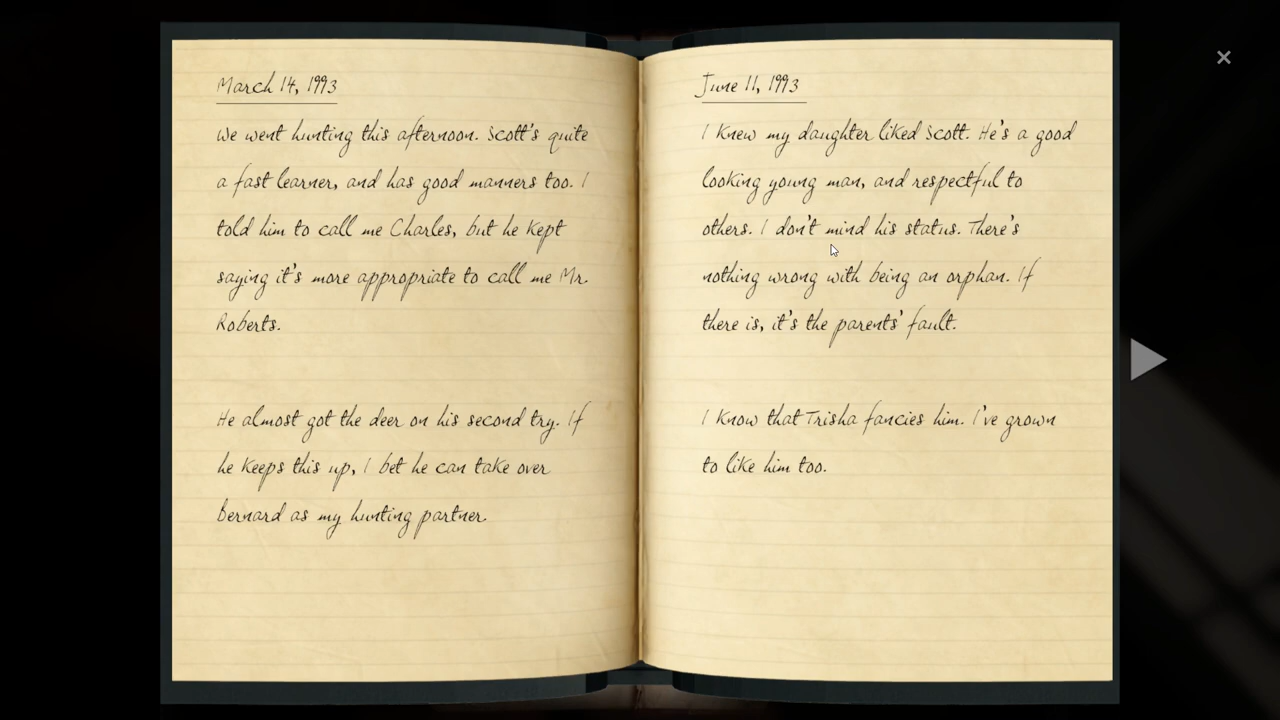 March 14, 1993
We went hunting this afternoon. Scott's quite
a fast learner, and has good manners too. I
told him to call me Charles, but he kept
saying it's more appropriate to call me Mr.
Roberts.
He almost got the deer on his second try. If
he keeps this up, I bet he can take over
bernard as my hunting partner.
June 11, 1993
I knew my daughter liked Scott. He's a good
looking young man, and respectful to
others. I don't mind his status. There's
nothing wrong with being an orphan. If
there is, it's the parents' fault.
I know that Trisha fancies him. I've grown
to like him too.